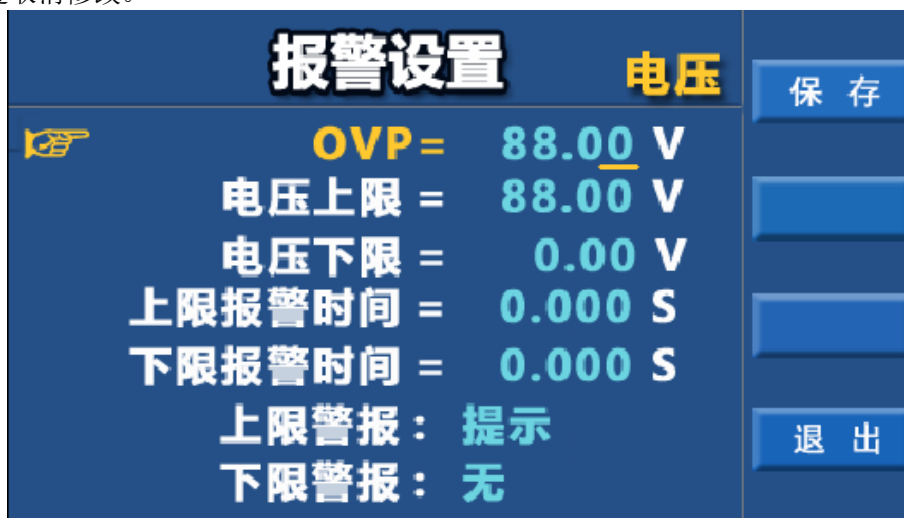 报警设置 电压
保 存
OVP= 88.00 V
电压上限 = 88.00 V
电压下限 = 0.00 V
上限报警时间 = 0.000 S
下限报警时间 = 0.000 S
上限警报： 提示
退 出
下限警报： 无